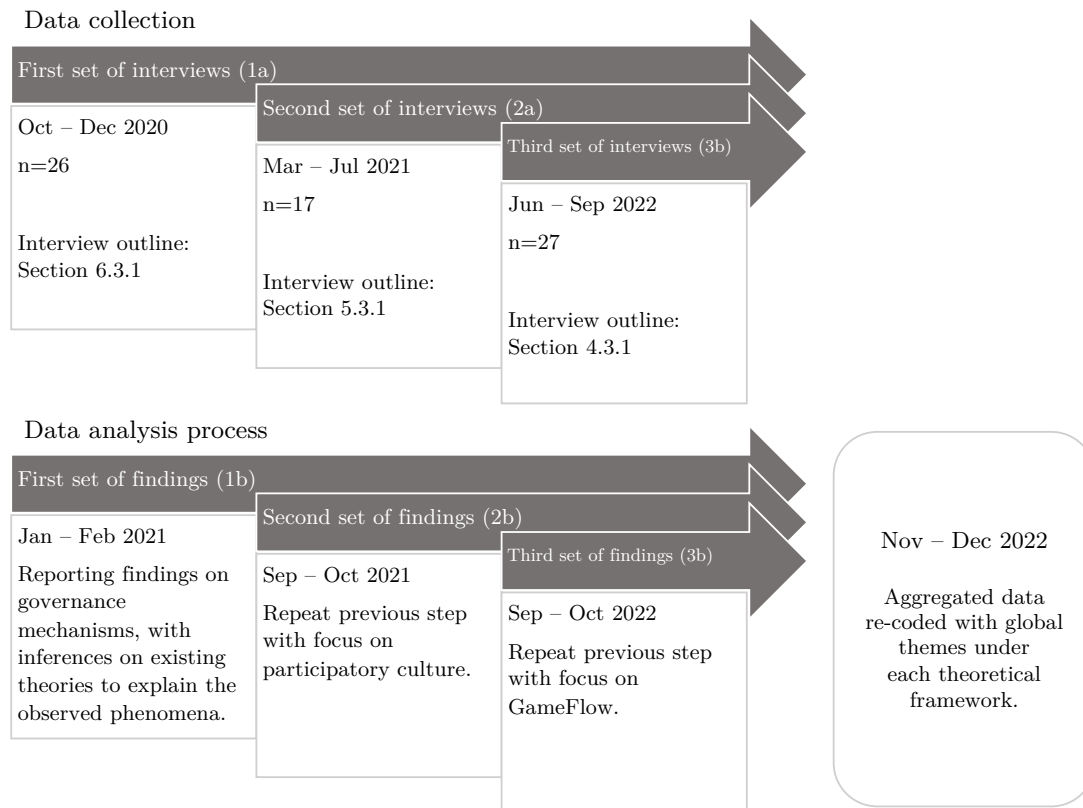 Data collection
First set of interviews (1a)
Oct – Dec 2020
n=26
Interview outline:
Section 6.3.1
Second set of interviews (2a)
Mar – Jul 2021
n=17
Interview outline:
Section 5.3.1
Third set of interviews (3b)
Jun – Sep 2022
n=27
Interview outline:
Section 4.3.1
Data analysis process
First set of findings (1b)
Jan – Feb 2021
Reporting findings on
governance
mechanisms, with
inferences on existing
theories to explain the
observed phenomena.
Second set of findings (2b)
Sep – Oct 2021
Repeat previous step
with focus on
participatory culture.
Third set of findings (3b)
Sep – Oct 2022
Repeat previous step
with focus on
GameFlow.
Nov – Dec 2022
Aggregated data
re-coded with global
themes under
each theoretical
framework.